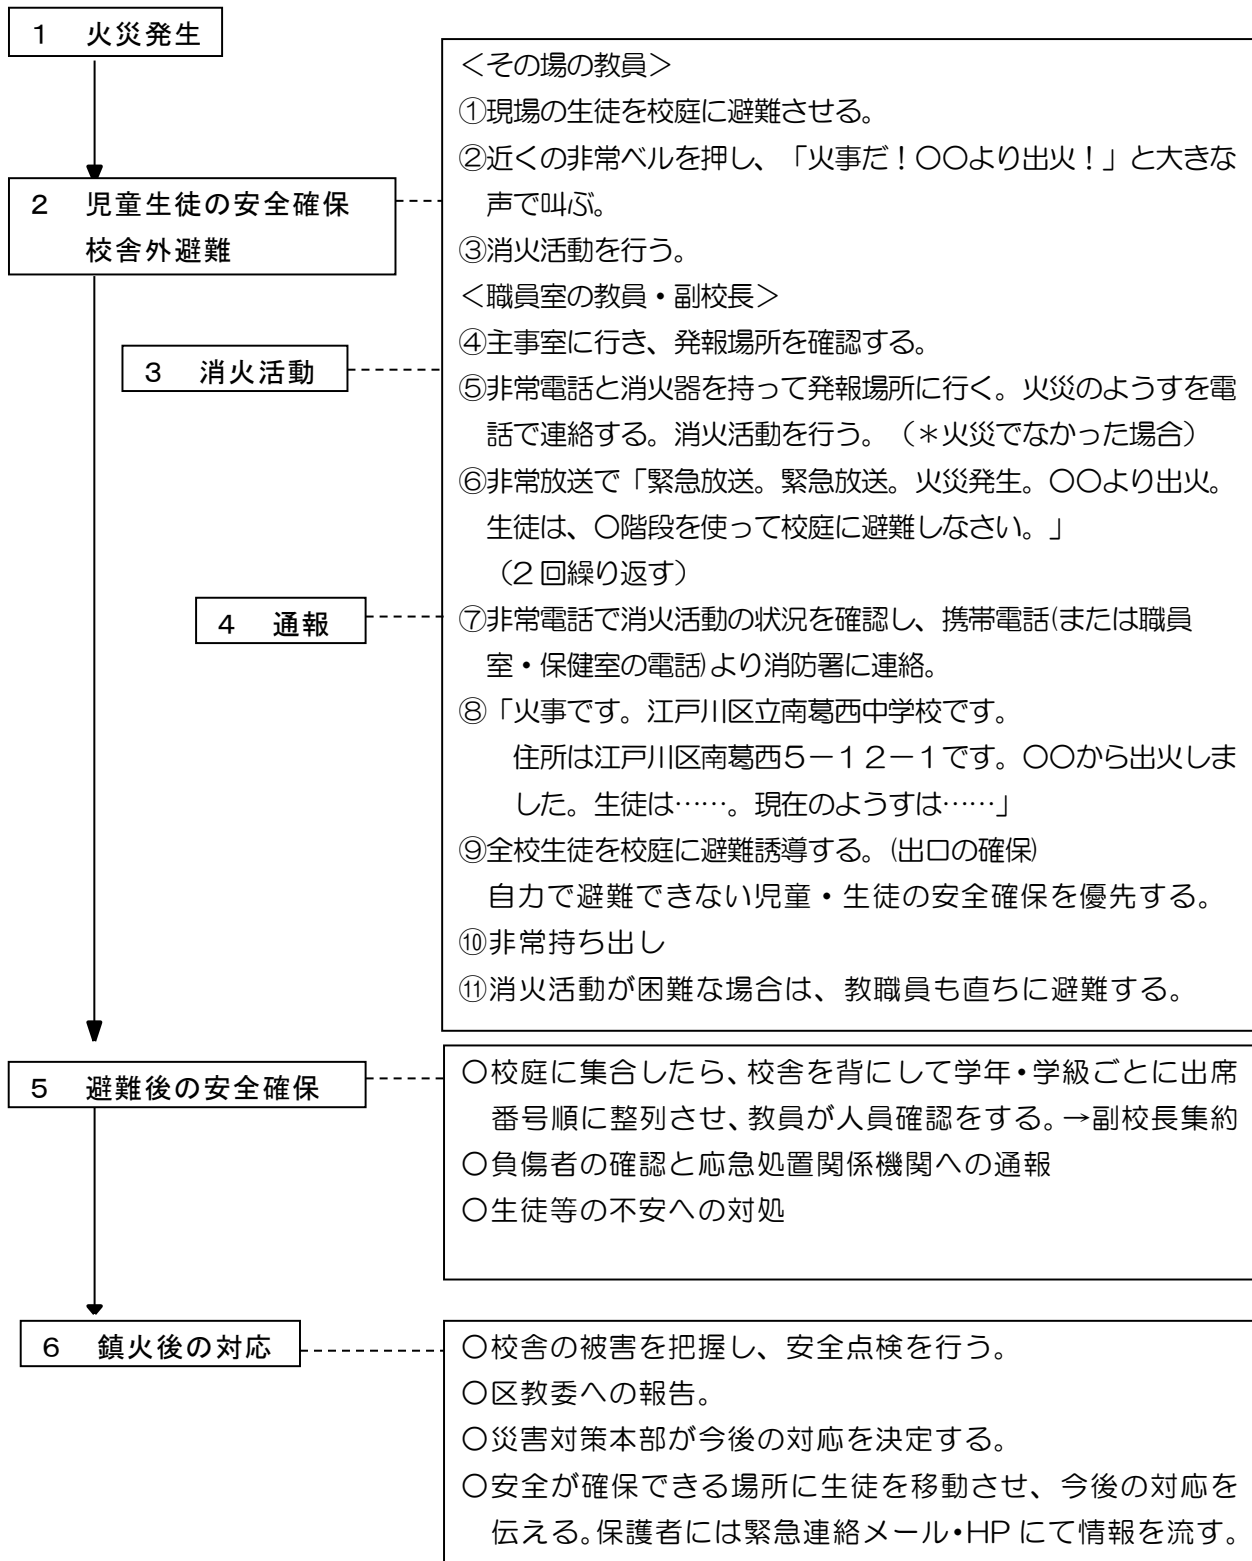 １　火災発生
２　児童生徒の安全確保
校舎外避難
３　消火活動
４　通報
＜その場の教員＞
①現場の生徒を校庭に避難させる。
②近くの非常ベルを押し、「火事だ！〇〇より出火！」と大きな
声で叫ぶ。
③消火活動を行う。
＜職員室の教員・副校長＞
④主事室に行き、発報場所を確認する。
⑤非常電話と消火器を持って発報場所に行く。火災のようすを電
話で連絡する。消火活動を行う。（＊火災でなかった場合）
⑥非常放送で「緊急放送。緊急放送。火災発生。〇〇より出火。
生徒は、〇階段を使って校庭に避難しなさい。」
（2 回繰り返す）
⑦非常電話で消火活動の状況を確認し、携帯電話(または職員
室・保健室の電話)より消防署に連絡。
⑧「火事です。江戸川区立南葛西中学校です。
住所は江戸川区南葛西５－１２－１です。〇〇から出火しま
した。生徒は……。現在のようすは……」
⑨全校生徒を校庭に避難誘導する。(出口の確保)
自力で避難できない児童・生徒の安全確保を優先する。
⑩非常持ち出し
⑪消火活動が困難な場合は、教職員も直ちに避難する。
５　避難後の安全確保
〇校庭に集合したら、校舎を背にして学年・学級ごとに出席
番号順に整列させ、教員が人員確認をする。→副校長集約
〇負傷者の確認と応急処置関係機関への通報
〇生徒等の不安への対処
６　鎮火後の対応
〇校舎の被害を把握し、安全点検を行う。
〇区教委への報告。
〇災害対策本部が今後の対応を決定する。
〇安全が確保できる場所に生徒を移動させ、今後の対応を
伝える。保護者には緊急連絡メール・HP にて情報を流す。